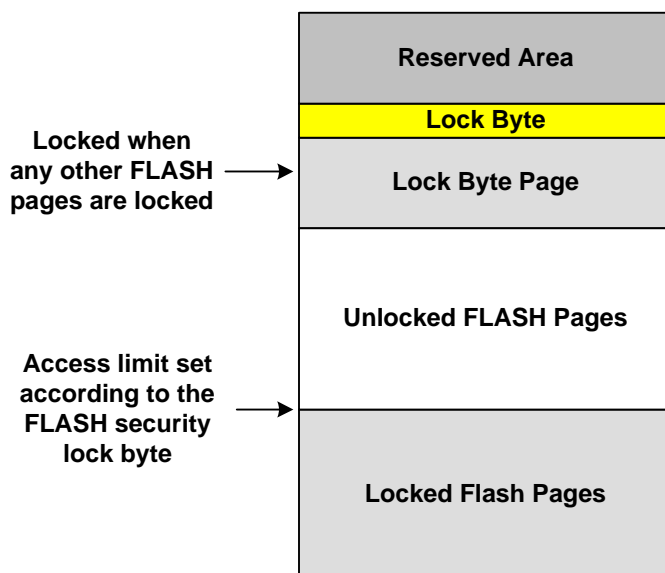 Reserved Area
Lock Byte
Locked when
any other FLASH
pages are locked
Lock Byte Page
Unlocked FLASH Pages
Access limit set
according to the
FLASH security
lock byte
Locked Flash Pages